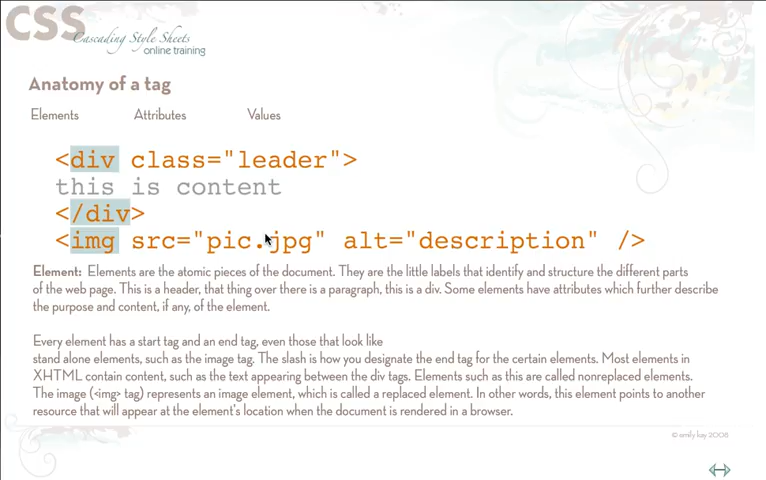 CSS
Cascading Style Sheets
online training
Anatomy of a tag
Elements Attributes Values
<div class="leader">
this is content
</div>
<img src="pic.jpg" alt="description" />
Element: Elements are the atomic pieces of the document. They are the little labels that identify and structure the different parts
of the web page. This is a header, that thing over there is a paragraph, this is a div. Some elements have attributes which further describe
the purpose and content, if any, of the element.
Every element has a start tag and an end tag, even those that look like
stand alone elements, such as the image tag. The slash is how you designate the end tag for the certain elements. Most elements in
XHTML contain content, such as the text appearing between the div tags. Elements such as this are called nonreplaced elements.
The image (<img> tag) represents an image element, which is called a replaced element. In other words, this element points to another
resource that will appear at the element's location when the document is rendered in a browser.
© emily kay 2008